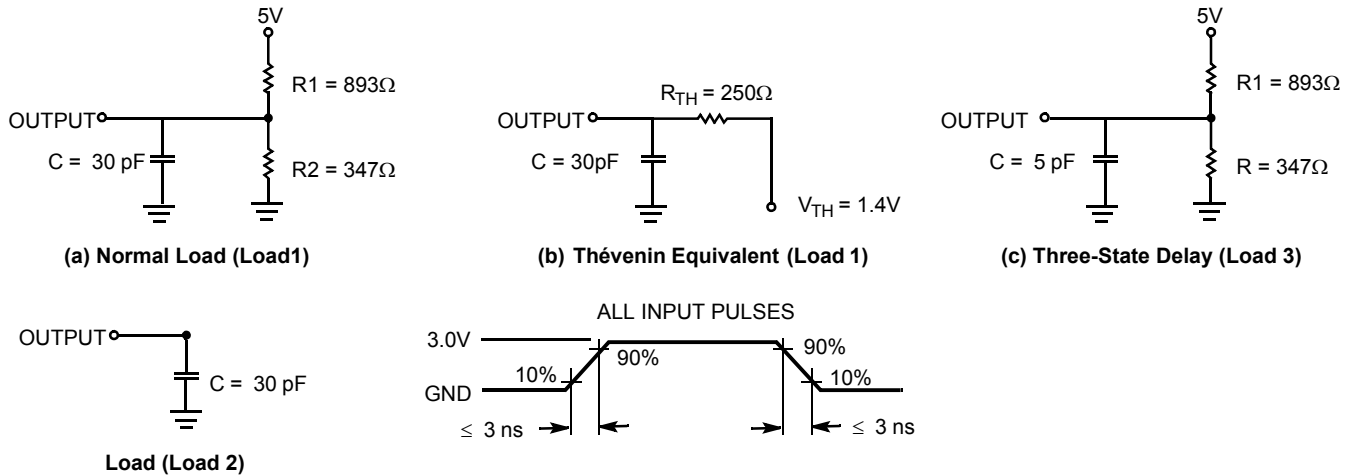 5V
R1 = 893Ω
OUTPUT
C = 30 pF
R2 = 347Ω
(a) Normal Load (Load1)
RTH = 250Ω
OUTPUT
C = 30pF
VTH = 1.4V
(b) Thévenin Equivalent (Load 1)
5V
R1 = 893Ω
OUTPUT
C = 5 pF
R = 347Ω
(c) Three-State Delay (Load 3)
OUTPUT
C = 30 pF
Load (Load 2)
ALL INPUT PULSES
3.0V
90%
90%
10%
10%
GND
≤ 3 ns
≤ 3 ns